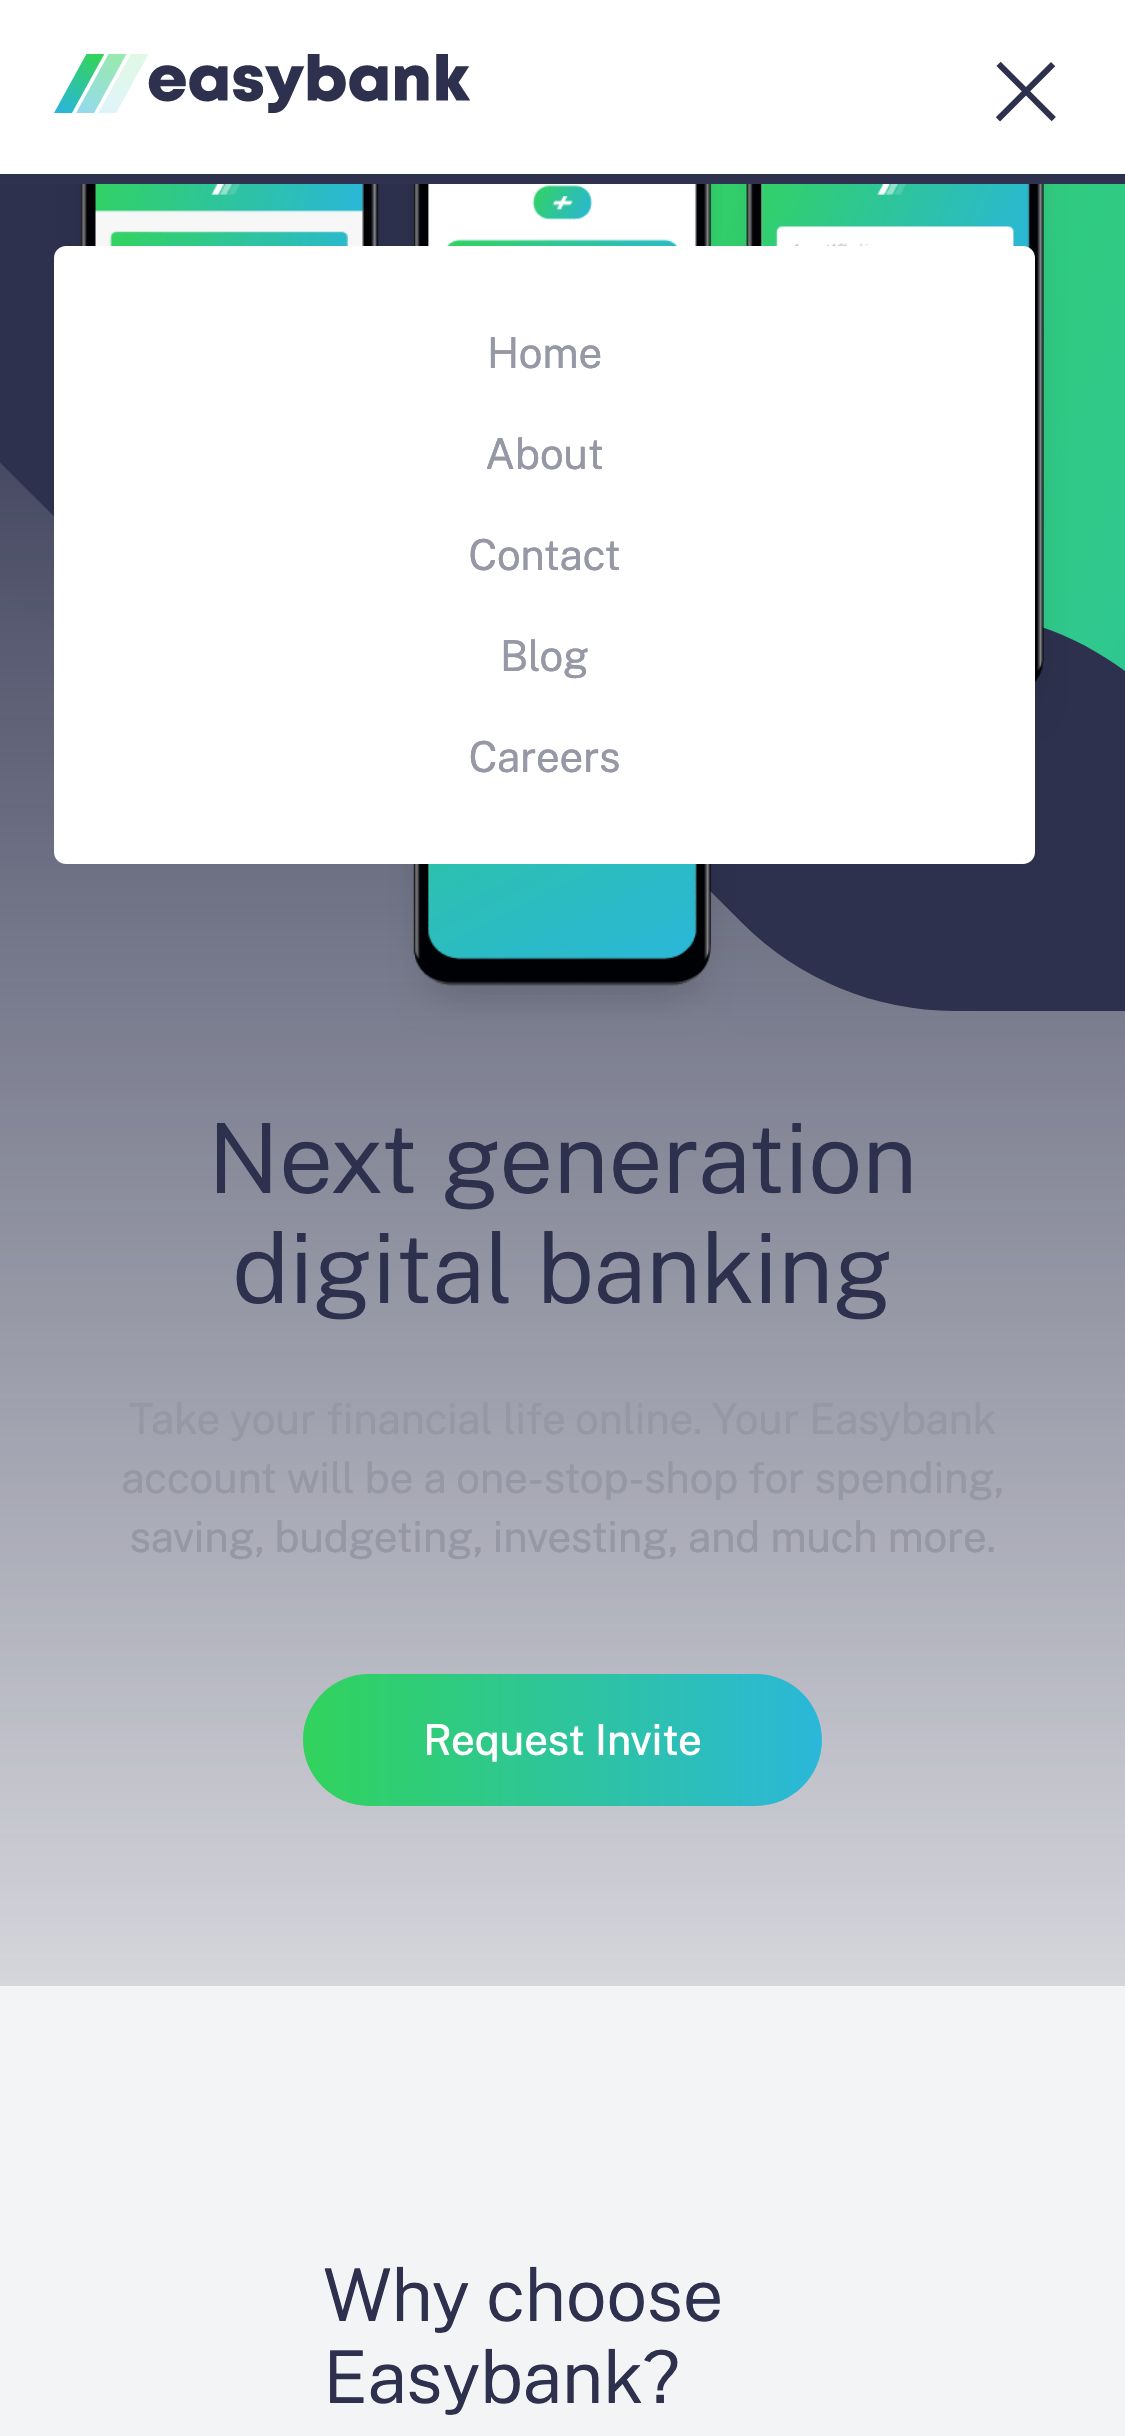 easybank
Home
About
Contact
Blog
Careers
Next generation
digital banking
Take your financial life online. Your Easybank
account will be a one-stop-shop for spending,
saving, budgeting, investing, and much more.
Request Invite
Why choose
Easybank?